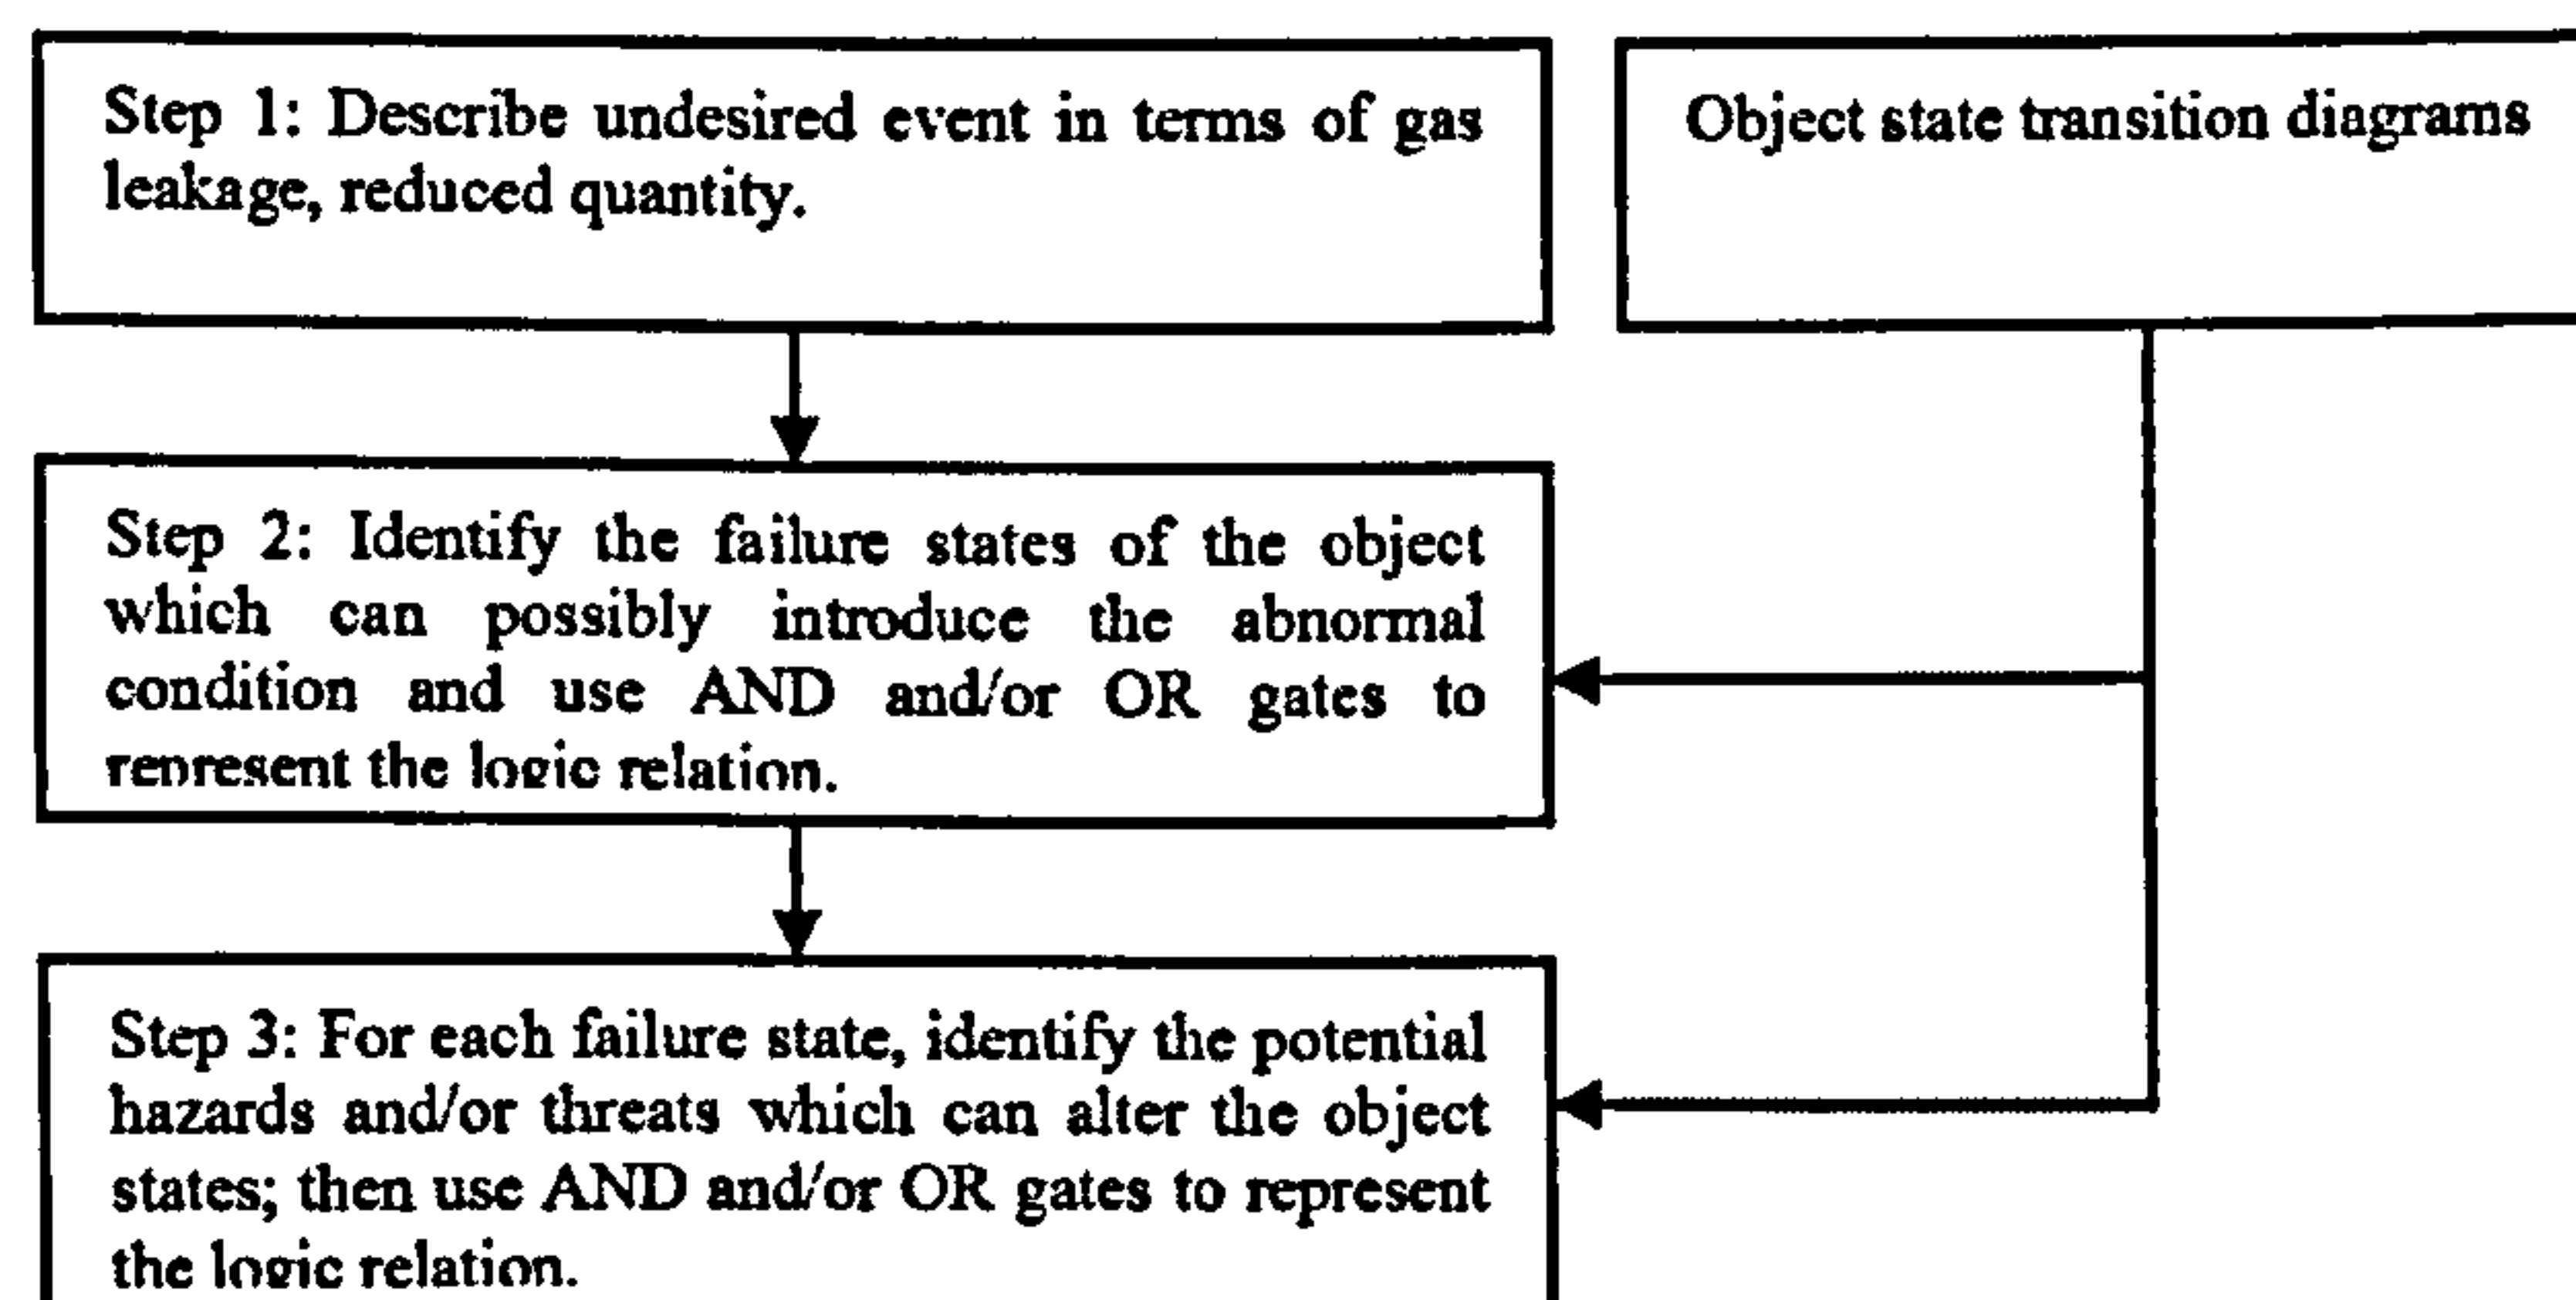 Step 1: Describe undesired event in terms of gas
leakage, reduced quantity.
Object state transition diagrams
Step 2: Identify the failure states of the object
which can possibly introduce the abnormal
condition and use AND and/or OR gates to
represent the logic relation.
Step 3: For each failure state, identify the potential
hazards and/or threats which can alter the object
states; then use AND and/or OR gates to represent
the logic relation.